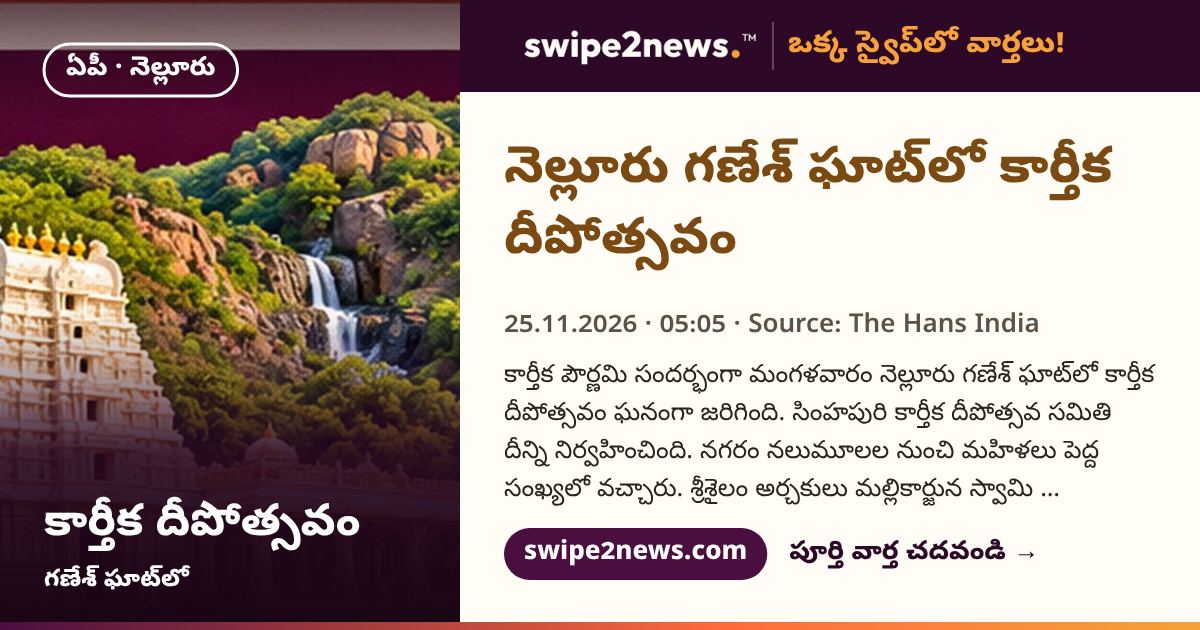 ఏపీ · నెల్లూరు
swipe2news.™
ఒక్క స్వైప్‌లో వార్తలు!
నెల్లూరు గణేశ్ ఘాట్‌లో కార్తీక
దీపోత్సవం
25.11.2026 · 05:05 · Source: The Hans India
కార్తీక పౌర్ణమి సందర్భంగా మంగళవారం నెల్లూరు గణేశ్ ఘాట్‌లో కార్తీక
దీపోత్సవం ఘనంగా జరిగింది. సింహపురి కార్తీక దీపోత్సవ సమితి
దీన్ని నిర్వహించింది. నగరం నలుమూలల నుంచి మహిళలు పెద్ద
సంఖ్యలో వచ్చారు. శ్రీశైలం అర్చకులు మల్లికార్జున స్వామి ...
swipe2news.com
పూర్తి వార్త చదవండి →
కార్తీక దీపోత్సవం
గణేశ్ ఘాట్‌లో